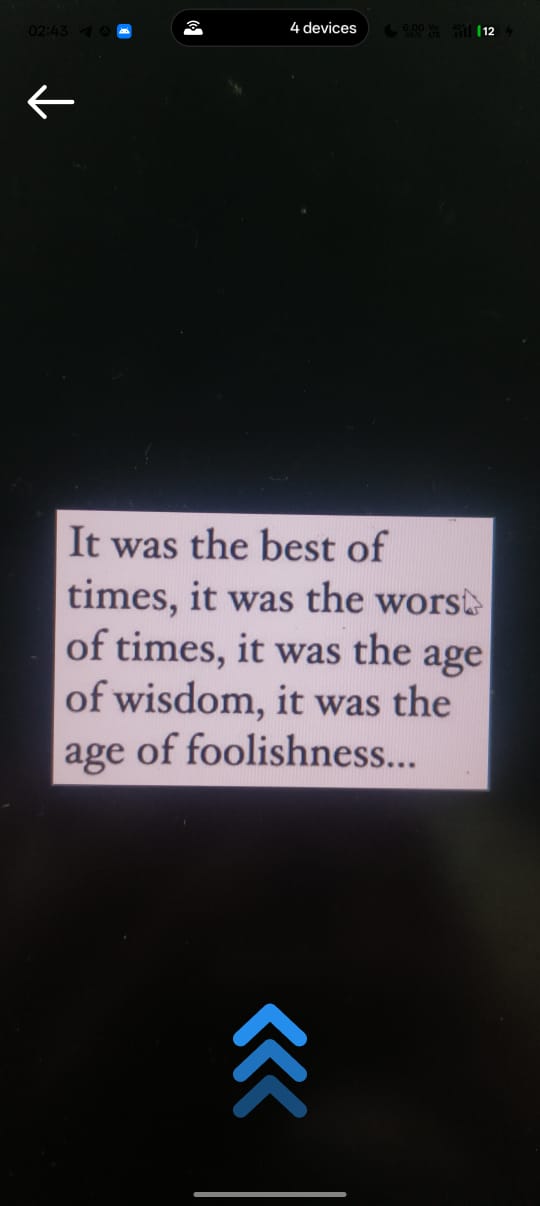 02:43
4 devices
12
It was the best of
times, it was the wors
of times, it was the age
of wisdom, it was the
age of foolishness...